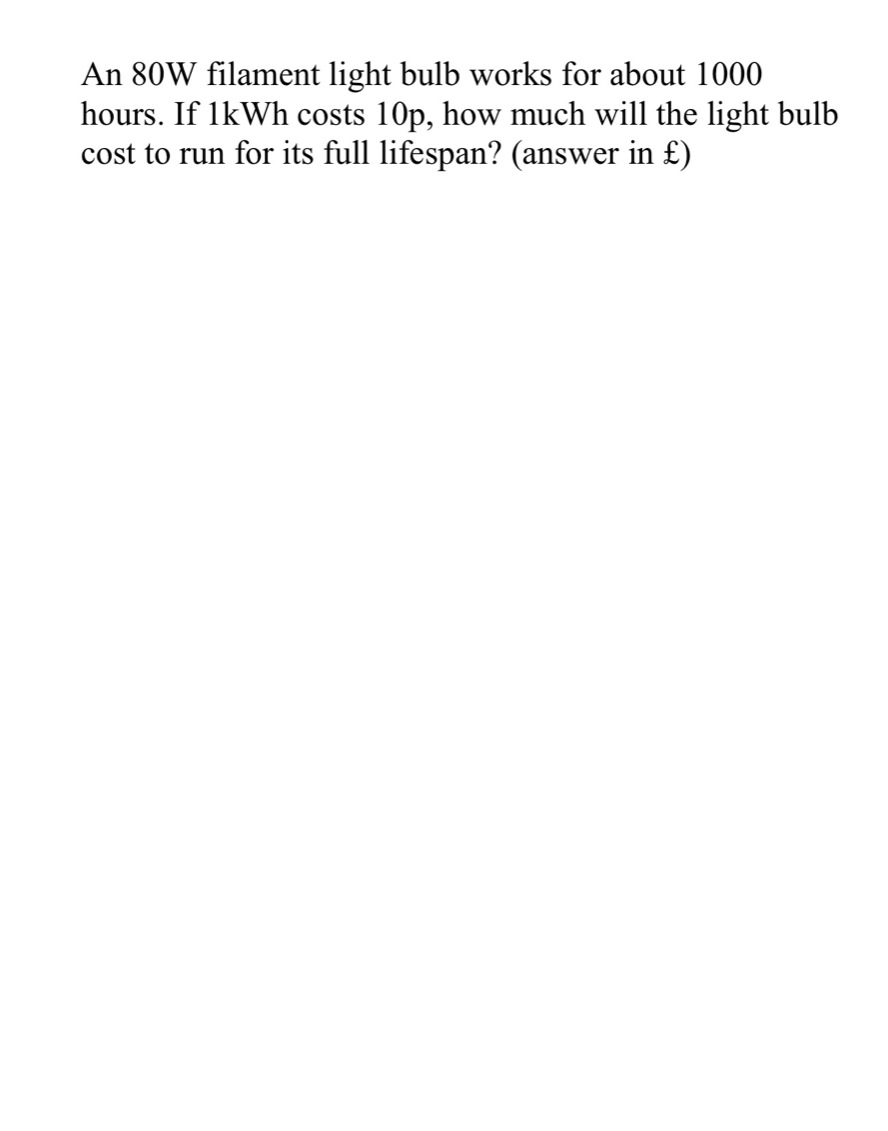 An 80W filament light bulb works for about 1000
hours. If 1kWh costs 10p, how much will the light bulb
cost to run for its full lifespan? (answer in £)